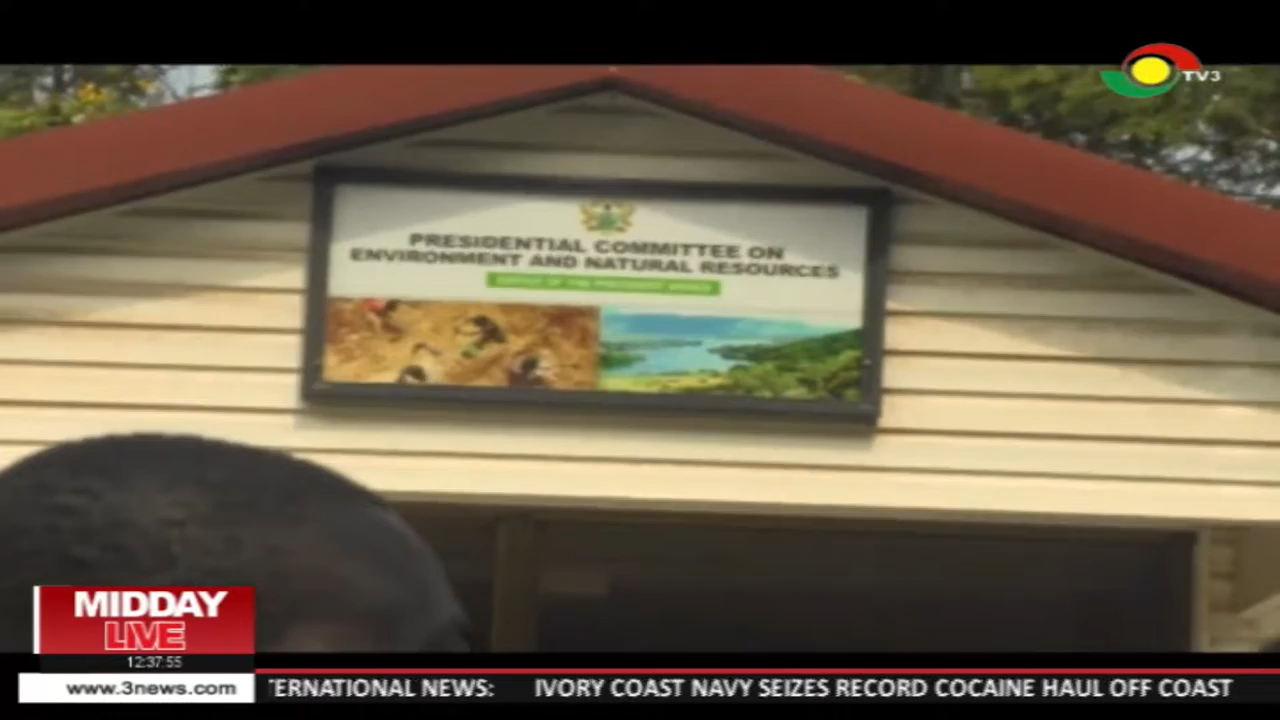 TV3
PRESIDENTIAL COMMITTEE ON
ENVIRONMENT AND NATURAL RESOURCES
MIDDAY
LIVE
12:37:55
www.3news.com
TERNATIONAL NEWS: IVORY COAST NAVY SEIZES RECORD COCAINE HAUL OFF COAST